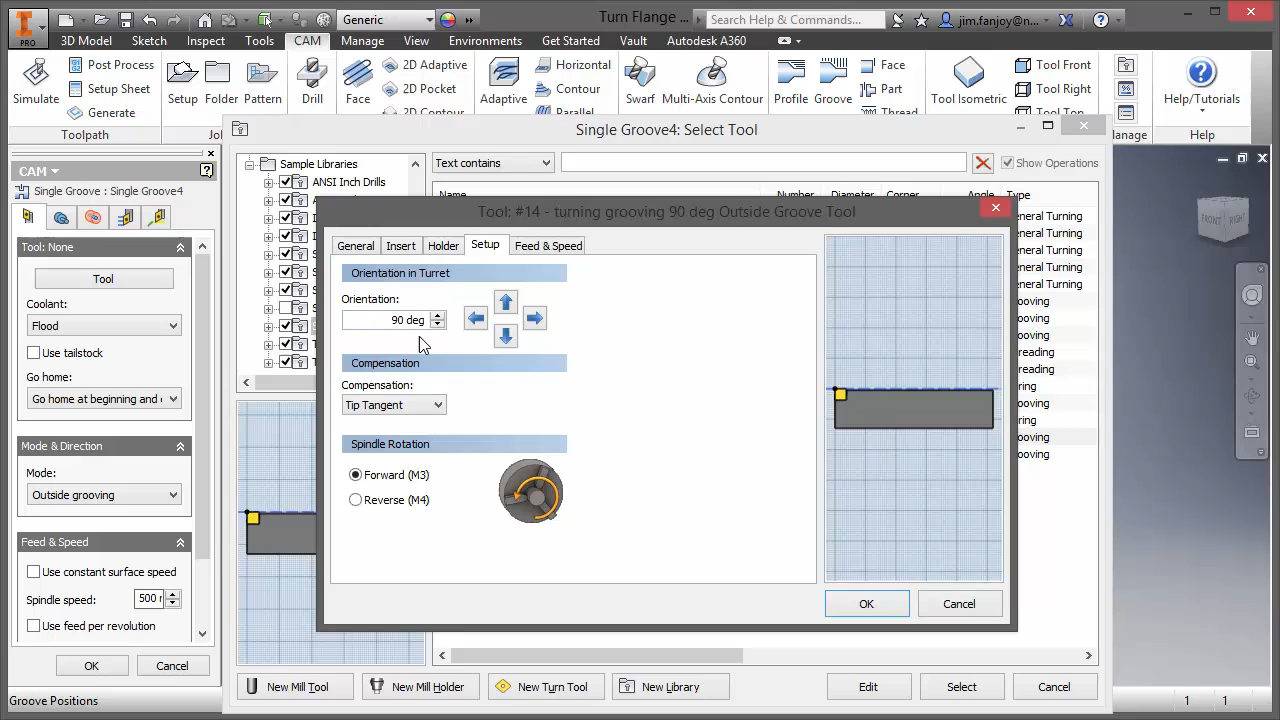 PRO
Generic
Turn Flange ...
Search Help & Commands...
jim.fanjoy@n...
3D Model Sketch Inspect Tools CAM Manage View Environments Get Started Vault Autodesk A360
Simulate
Post Process
Setup Sheet
Generate
Toolpath
Setup
Folder
Pattern
Drill
Face
2D Adaptive
2D Pocket
2D Contour
Adaptive
Horizontal
Contour
Parallel
Swarf
Multi-Axis Contour
Profile
Groove
Face
Part
Thread
Tool Isometric
Tool Front
Tool Right
Tool Top
Help/Tutorials
Help
CAM
Single Groove : Single Groove4
Tool: None
Tool
Coolant:
Flood
Use tailstock
Go home:
Go home at beginning and
Mode & Direction
Mode:
Outside grooving
Feed & Speed
Use constant surface speed
Spindle speed:
500 r
Use feed per revolution
OK
Cancel
Groove Positions
Single Groove4: Select Tool
Sample Libraries
ANSI Inch Drills
Text contains
Show Operations
Name Number Diameter Corner Angle Type
General Turning
General Turning
General Turning
General Turning
General Turning
Tool: #14 - turning grooving 90 deg Outside Groove Tool
General Insert Holder Setup Feed & Speed
Orientation in Turret
Orientation:
90 deg
Compensation
Compensation:
Tip Tangent
Spindle Rotation
Forward (M3)
Reverse (M4)
OK
Cancel
New Mill Tool
New Mill Holder
New Turn Tool
New Library
Edit
Select
Cancel
FRONT RIGHT
1 1